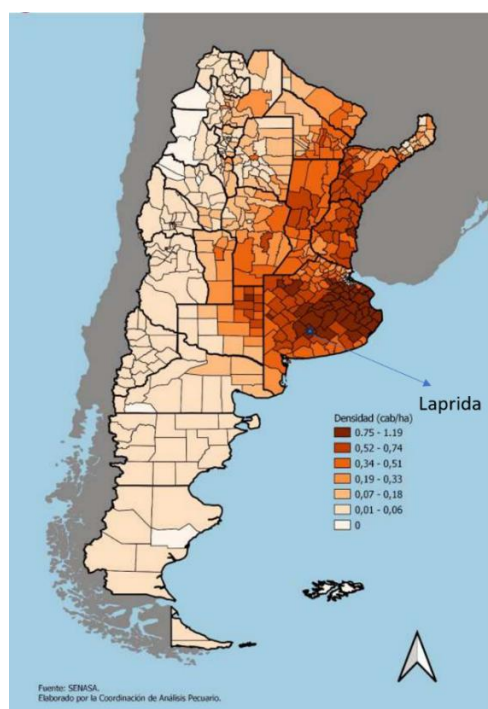 Laprida
Densidad (cab/ha)
0.75 - 1.19
0,52 - 0,74
0,34 - 0,51
0,19 - 0,33
0,07 - 0,18
0,01 - 0,06
0
Fuente: SENASA.
Elaborado por la Coordinación de Análisis Pecuario.